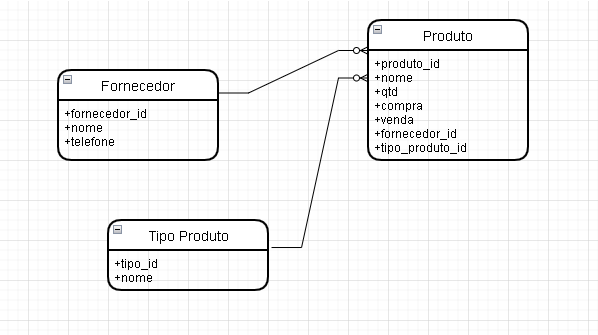 Produto
+produto_id
+nome
+qtd
+compra
+venda
+fornecedor_id
+tipo_produto_id
Fornecedor
+fornecedor_id
+nome
+telefone
Tipo Produto
+tipo_id
+nome